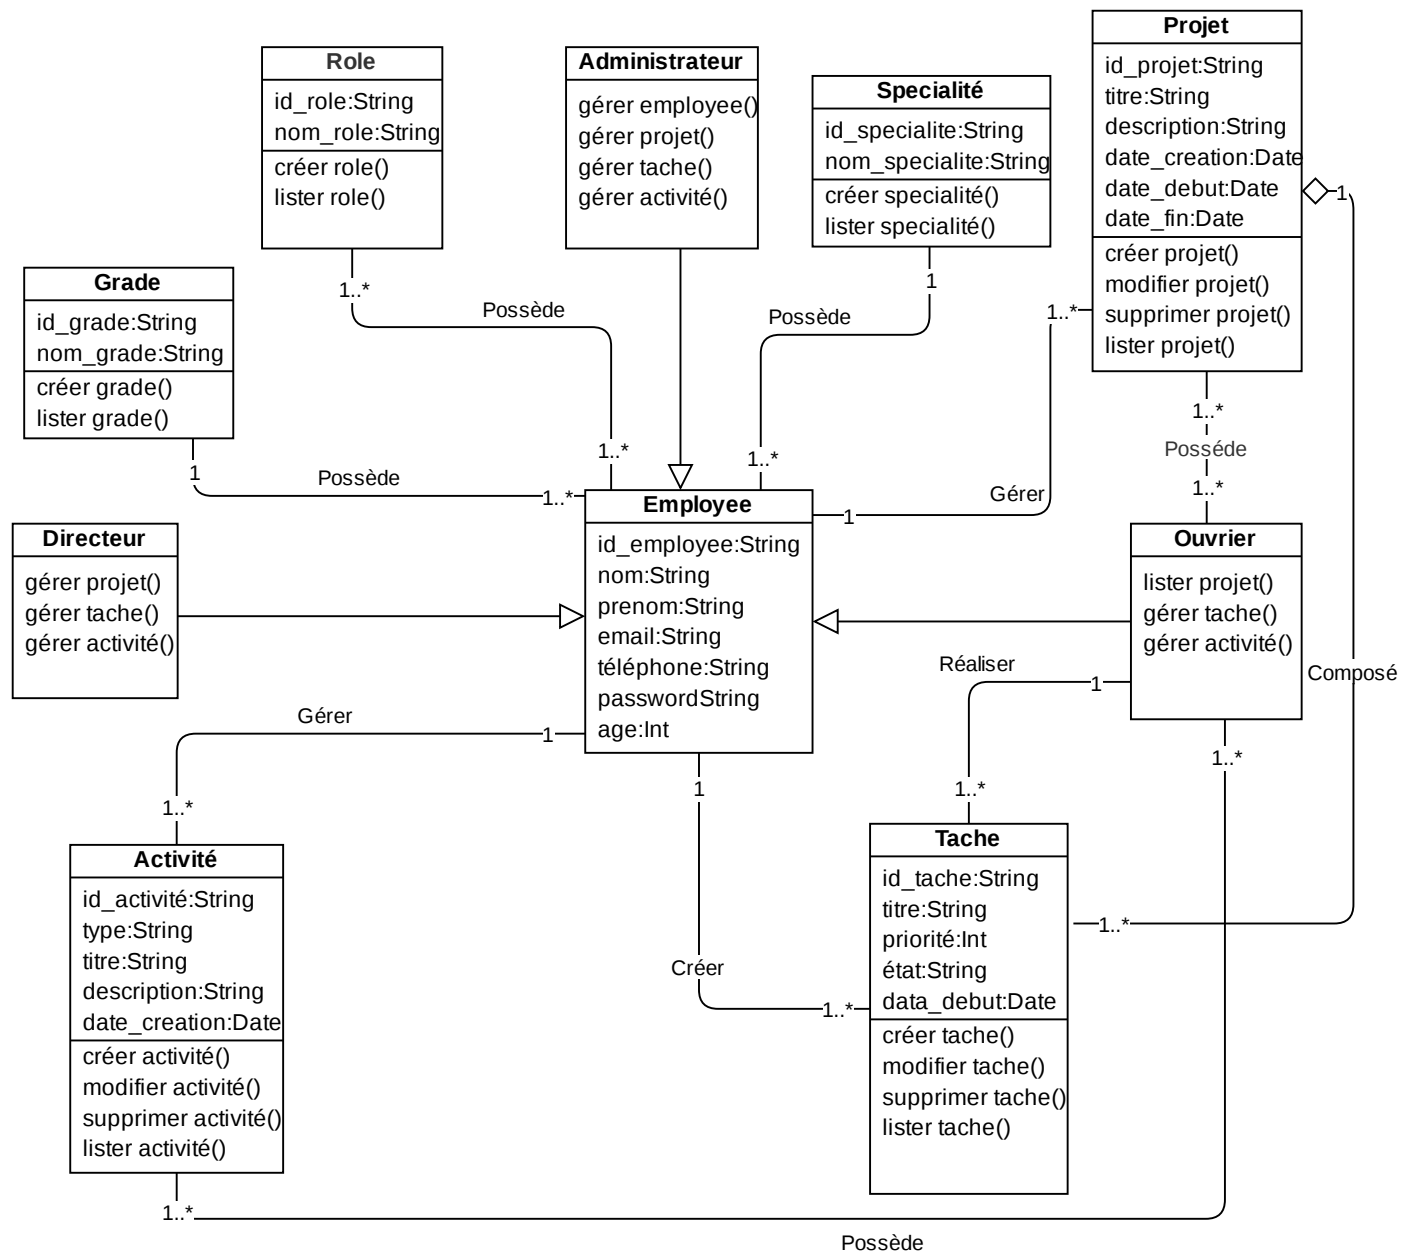 Projet
id_projet:String
titre:String
description:String
date_creation:Date
date_debut:Date
date_fin:Date
créer projet()
modifier projet()
supprimer projet()
lister projet()
Role
id_role:String
nom_role:String
créer role()
lister role()
Administrateur
gérer employee()
gérer projet()
gérer tache()
gérer activité()
Specialité
id_specialite:String
nom_specialite:String
créer specialité()
lister specialité()
1
1..*
Possède
1
Possède
1..*
Grade
id_grade:String
nom_grade:String
créer grade()
lister grade()
1..*
Posséde
1..*
1..*
1..*
1
Possède
1..*
Gérer
1
Employee
id_employee:String
nom:String
prenom:String
email:String
téléphone:String
passwordString
age:Int
Directeur
gérer projet()
gérer tache()
gérer activité()
Ouvrier
lister projet()
gérer tache()
gérer activité()
Réaliser
1
Composé
Gérer
1
1..*
1
1..*
1..*
Activité
id_activité:String
type:String
titre:String
description:String
date_creation:Date
créer activité()
modifier activité()
supprimer activité()
lister activité()
Tache
id_tache:String
titre:String
priorité:Int
état:String
data_debut:Date
créer tache()
modifier tache()
supprimer tache()
lister tache()
1..*
Créer
1..*
1..*
Possède